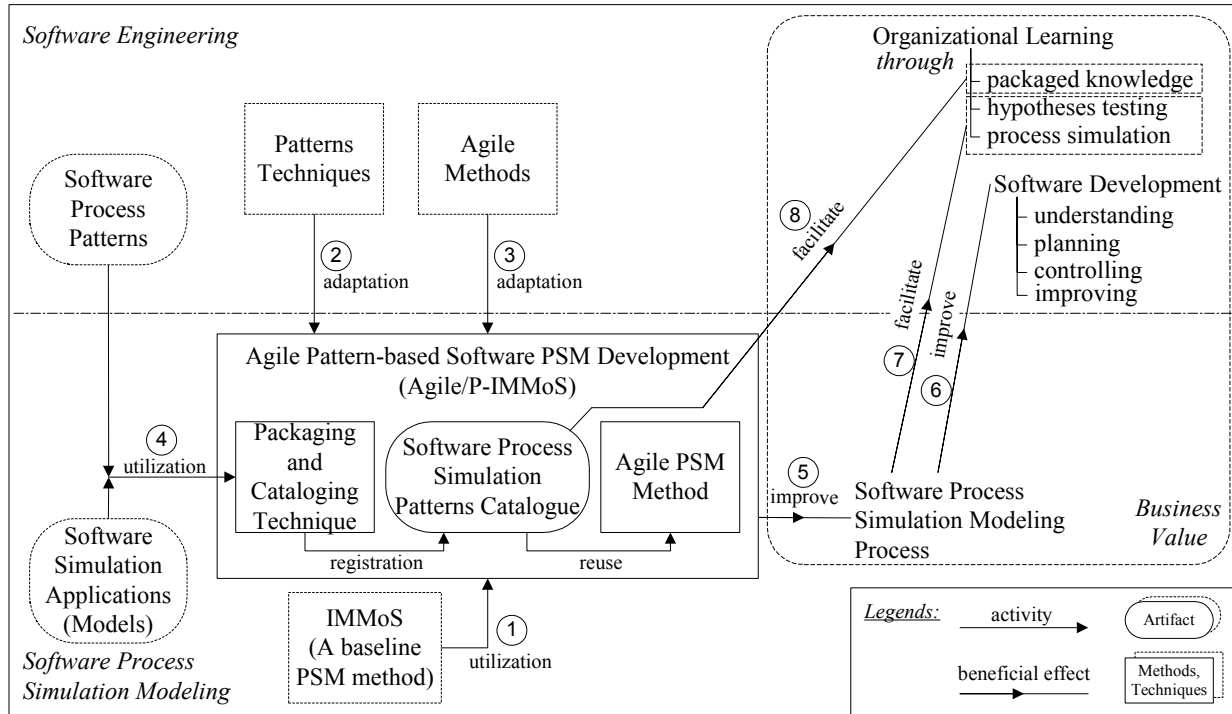 Software Engineering
Organizational Learning
through
packaged knowledge
hypotheses testing
process simulation
Patterns
Techniques
Agile
Methods
Software
Process
Patterns
Software Development
understanding
planning
controlling
improving
8
facilitate
2
adaptation
3
adaptation
facilitate
improve
7
6
Agile Pattern-based Software PSM Development
(Agile/P-IMMoS)
4
utilization
Packaging
and
Cataloging
Technique
Software Process
Simulation
Patterns Catalogue
Agile PSM
Method
registration
reuse
5
improve
Software Process
Simulation Modeling
Process
Business
Value
Software
Simulation
Applications
(Models)
IMMoS
(A baseline
PSM method)
1
utilization
Software Process
Simulation Modeling
Legends:
activity
Artifact
beneficial effect
Methods,
Techniques